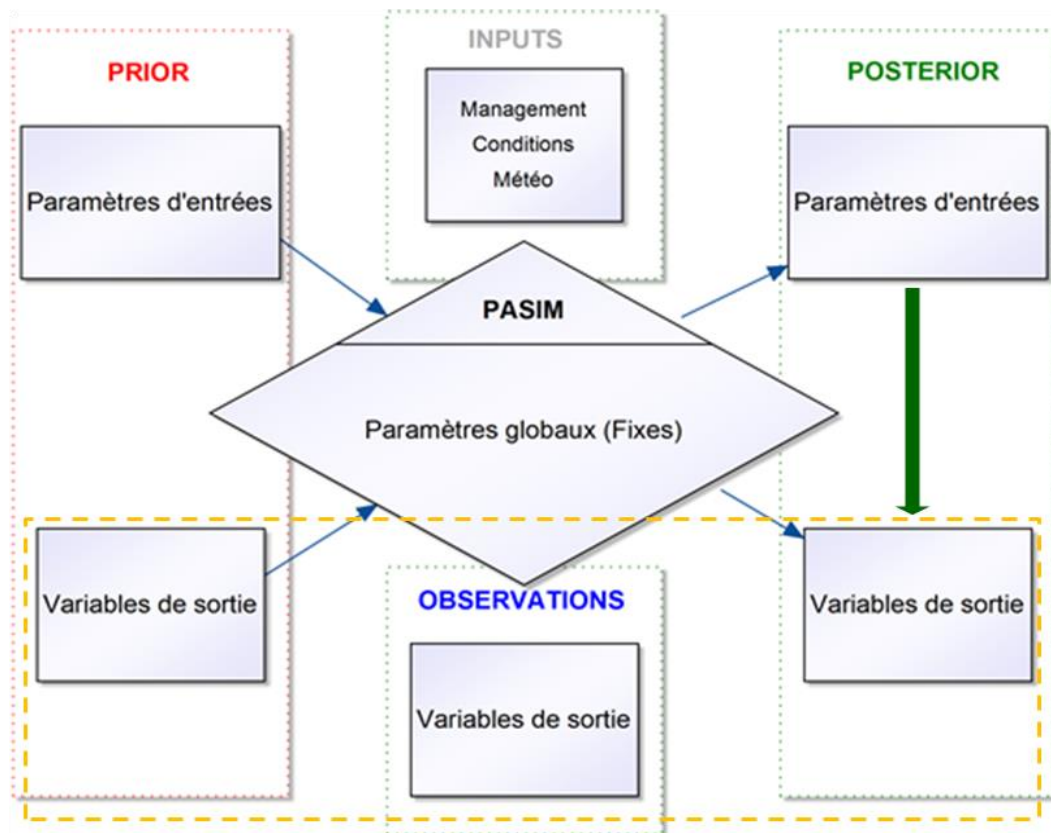 PRIOR
Paramètres d'entrées
Variables de sortie
INPUTS
Management
Conditions
Météo
PASIM
Paramètres globaux (Fixes)
OBSERVATIONS
Variables de sortie
POSTERIOR
Paramètres d'entrées
Variables de sortie